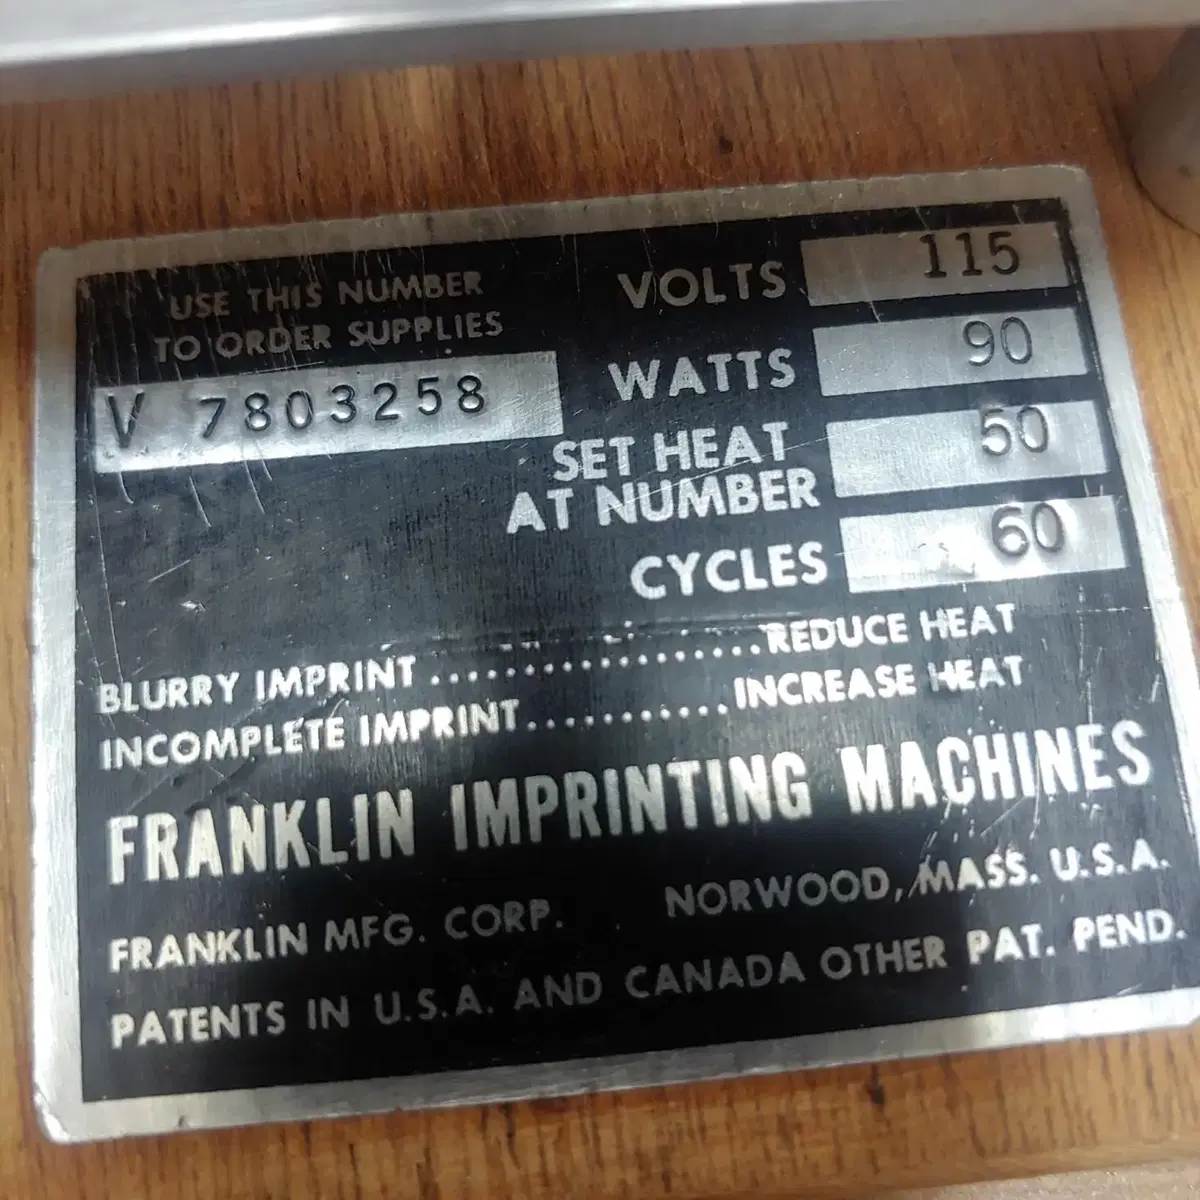 USE THIS NUMBER
TO ORDER SUPPLIES
V 7803258
VOLTS 115
WATTS 90
SET HEAT
AT NUMBER 50
CYCLES 60
BLURRY IMPRINT ................... REDUCE HEAT
INCOMPLETE IMPRINT ............ INCREASE HEAT
FRANKLIN IMPRINTING MACHINES
FRANKLIN MFG. CORP. NORWOOD, MASS. U.S.A.
PATENTS IN U.S.A. AND CANADA OTHER PAT. PEND.